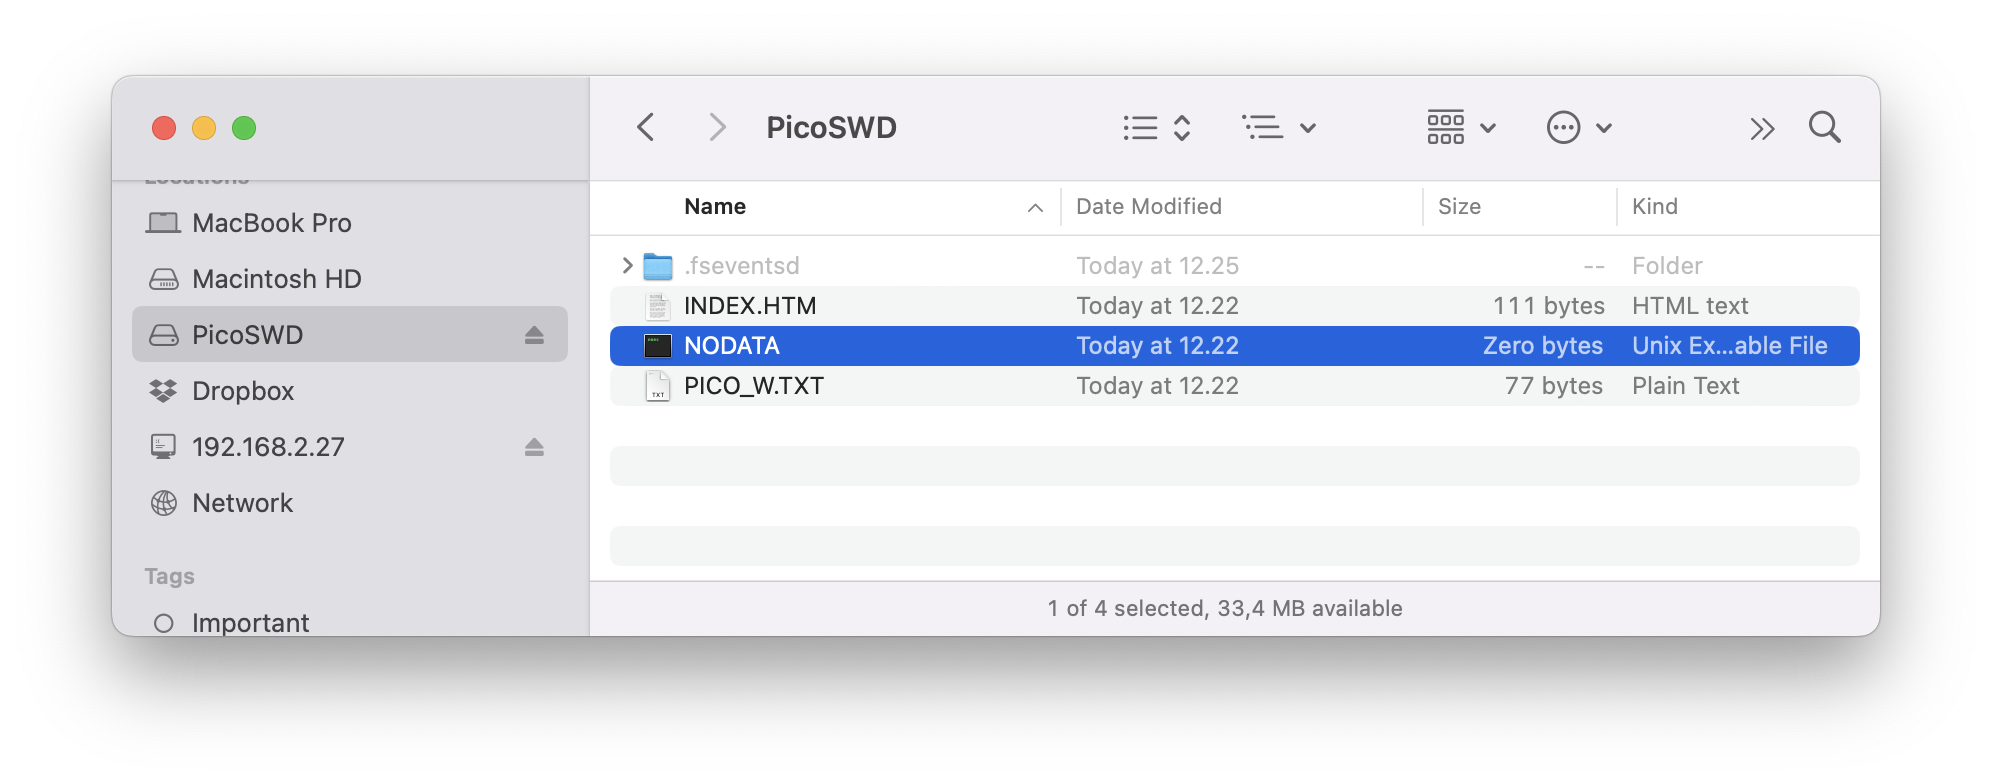 PicoSWD
Locations
MacBook Pro
Macintosh HD
PicoSWD
Dropbox
192.168.2.27
Network
Tags
Important
Name Date Modified Size Kind
.fseventsd Today at 12.25 -- Folder
INDEX.HTM Today at 12.22 111 bytes HTML text
NODATA Today at 12.22 Zero bytes Unix Ex...able File
PICO_W.TXT Today at 12.22 77 bytes Plain Text
1 of 4 selected, 33,4 MB available